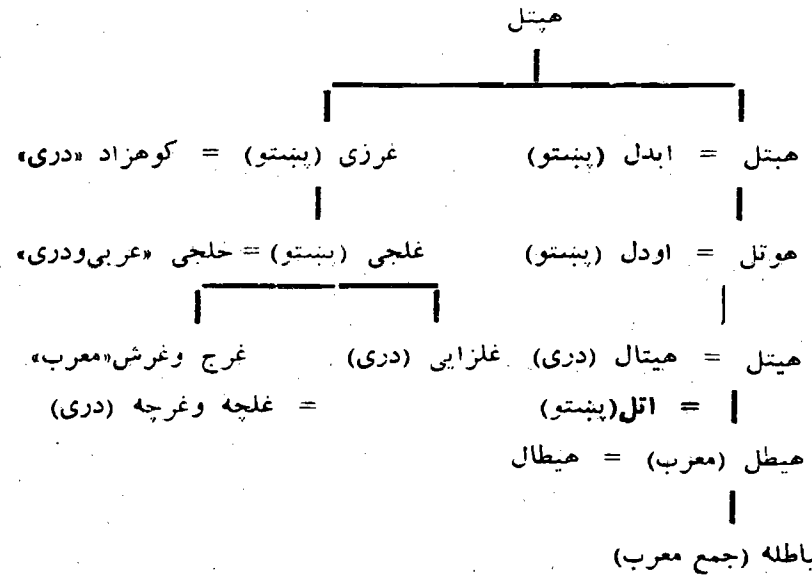 هپتل
هبتل = ابدل (پښتو) غرزی (پښتو) = کوهزاد «دری»
هوتل = اودل (پښتو) غلجی (پښتو) = خلجی «عربی‌ودری»
هیتل = هیتال (دری) غلزایی (دری) غرج وغرش«معرب»
= اتل(پښتو) = غلچه وغرچه (دری)
هیطل (معرب) = هیطال
(جمع معرب)